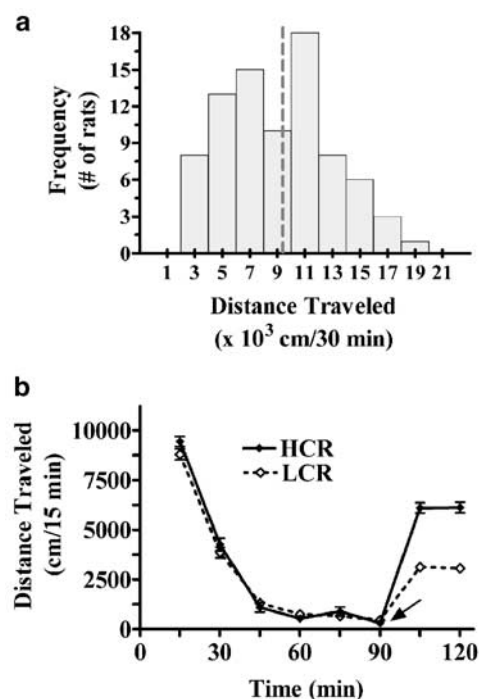 a
18
15
12
9
6
3
0
Frequency
(# of rats)
1 3 5 7 9 11 13 15 17 19 21
Distance Traveled
(x 10³ cm/30 min)
b
10000
7500
5000
2500
0
Distance Traveled
(cm/15 min)
HCR
LCR
0 30 60 90 120
Time (min)